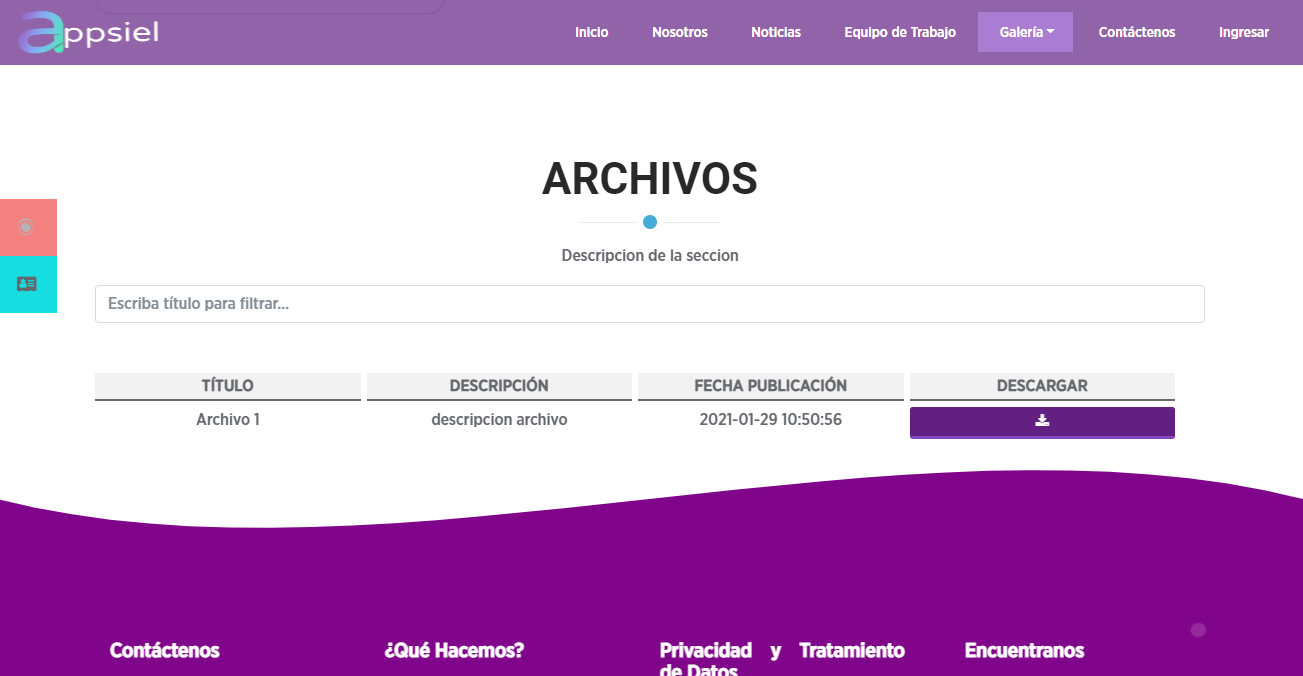 appsiel
Inicio Nosotros Noticias Equipo de Trabajo Galería Contáctenos Ingresar
ARCHIVOS
Descripcion de la seccion
Escriba título para filtrar...
TÍTULO DESCRIPCIÓN FECHA PUBLICACIÓN DESCARGAR
Archivo 1 descripcion archivo 2021-01-29 10:50:56
Contáctenos ¿Qué Hacemos? Privacidad y Tratamiento Encuentranos
de Datos